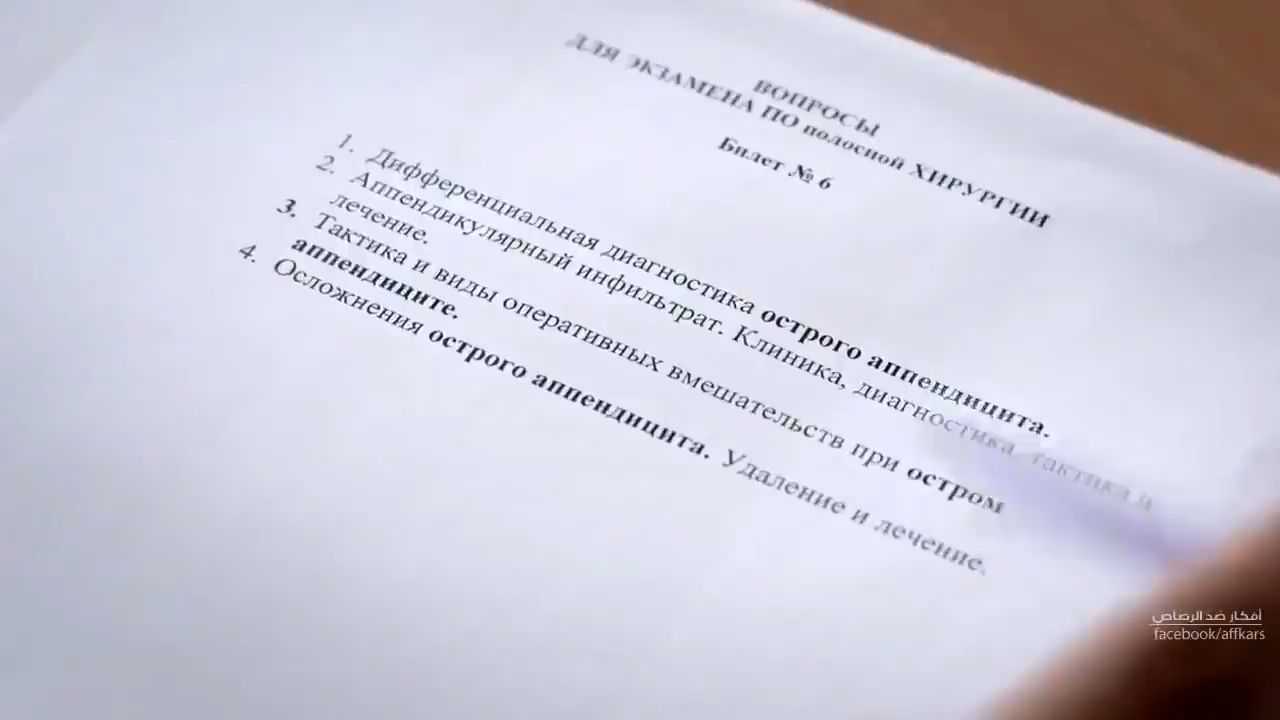 ВОПРОСЫ
ДЛЯ ЭКЗАМЕНА ПО полосной ХИРУРГИИ
Билет № 6
1. Дифференциальная диагностика острого аппендицита.
2. Аппендикулярный инфильтрат. Клиника, диагностика, тактика и
лечение.
3. Тактика и виды оперативных вмешательств при остром
аппендиците.
4. Осложнения острого аппендицита. Удаление и лечение.
أفكار ضد الرصاص
facebook/affkars